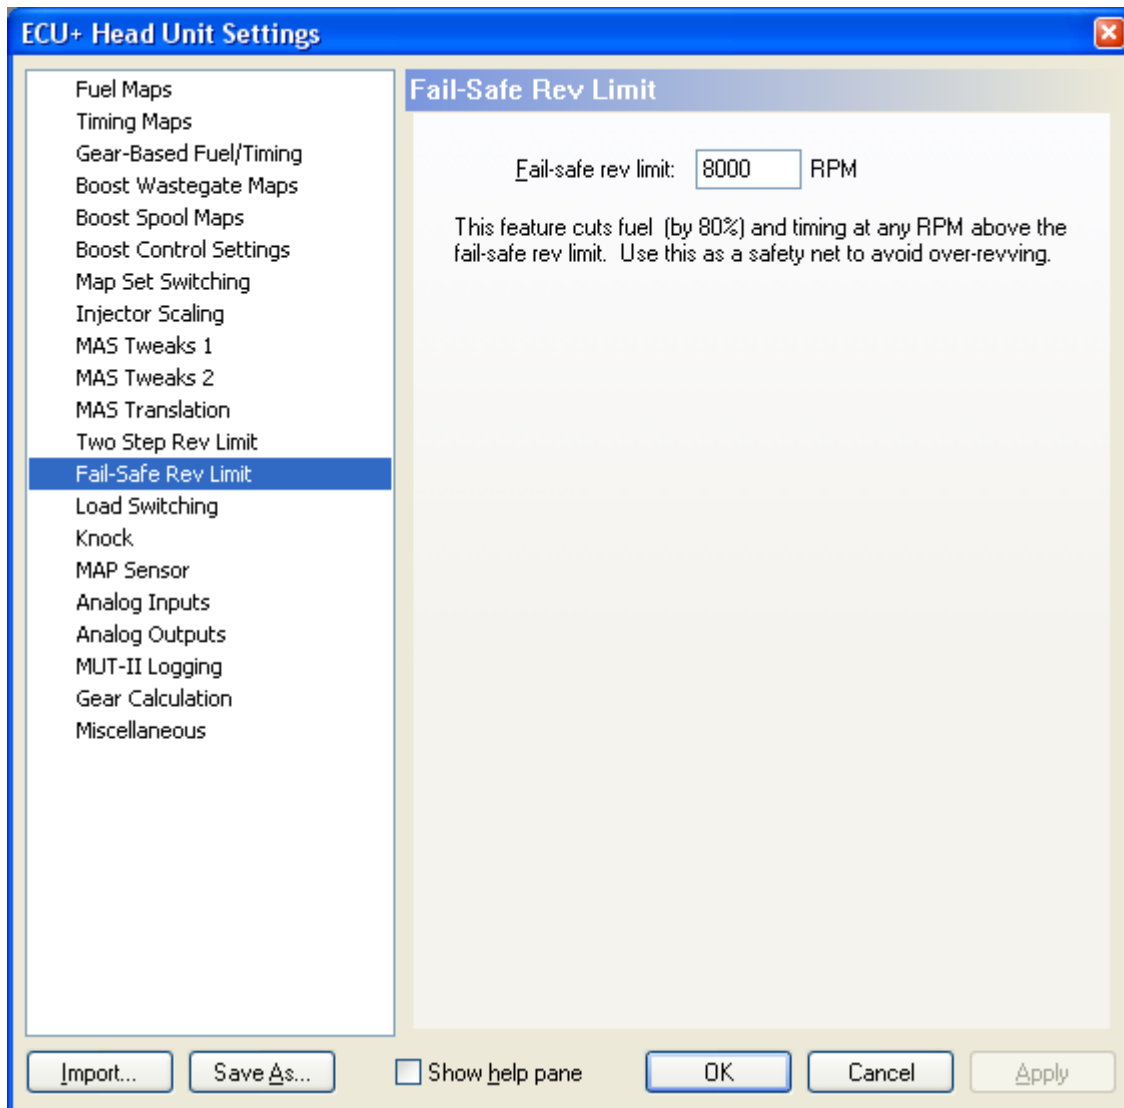 ECU+ Head Unit Settings
Fuel Maps
Timing Maps
Gear-Based Fuel/Timing
Boost Wastegate Maps
Boost Spool Maps
Boost Control Settings
Map Set Switching
Injector Scaling
MAS Tweaks 1
MAS Tweaks 2
MAS Translation
Two Step Rev Limit
Fail-Safe Rev Limit
Load Switching
Knock
MAP Sensor
Analog Inputs
Analog Outputs
MUT-II Logging
Gear Calculation
Miscellaneous
Fail-Safe Rev Limit
Fail-safe rev limit: 8000 RPM
This feature cuts fuel  (by 80%) and timing at any RPM above the
fail-safe rev limit.  Use this as a safety net to avoid over-revving.
Import... Save As... Show help pane OK Cancel Apply